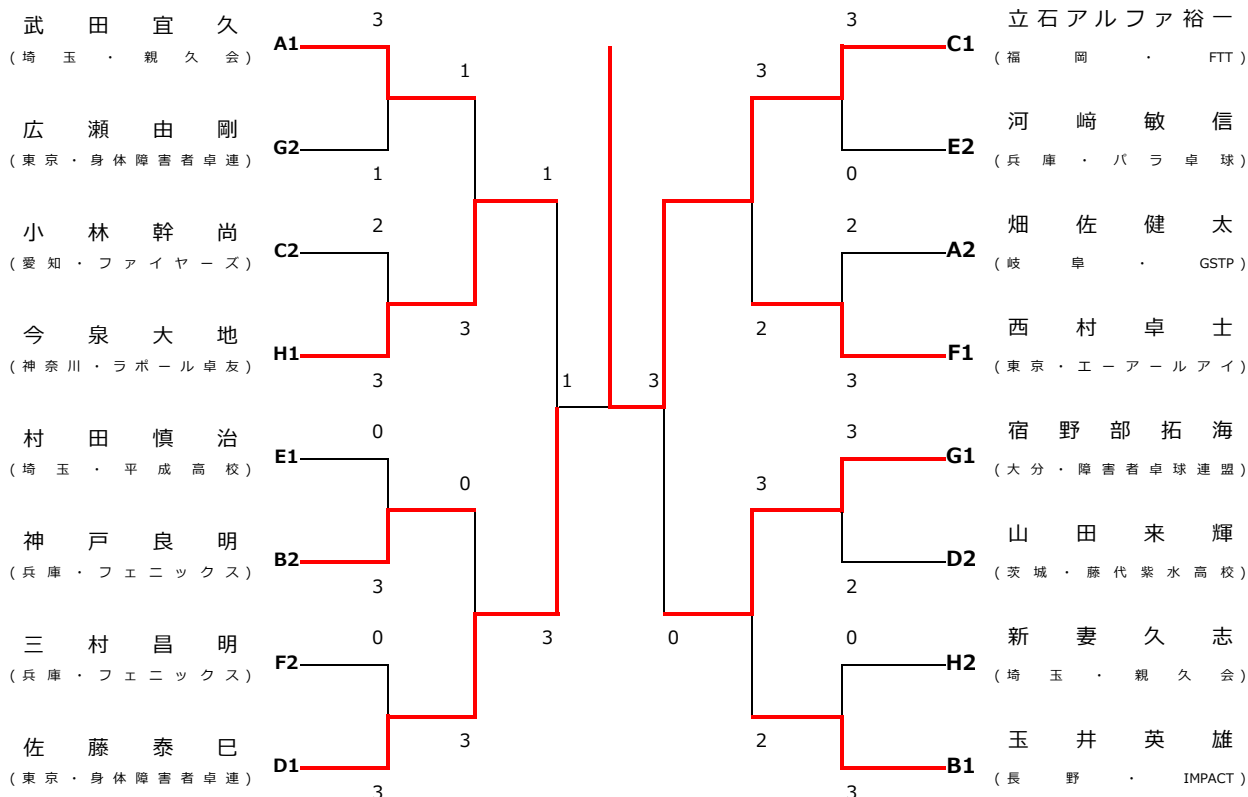 武田宜久
(埼玉・親久会)
A1
3
広瀬由剛
(東京・身体障害者卓連)
G2
1
1
小林幹尚
(愛知・ファイヤーズ)
C2
2
1
今泉大地
(神奈川・ラポール卓友)
H1
3
3
村田慎治
(埼玉・平成高校)
E1
0
1
神戸良明
(兵庫・フェニックス)
B2
3
0
三村昌明
(兵庫・フェニックス)
F2
0
3
佐藤泰巳
(東京・身体障害者卓連)
D1
3
3
立石アルファ裕一
(福岡・FTT)
C1
3
3
河﨑敏信
(兵庫・パラ卓球)
E2
0
畑佐健太
(岐阜・GSTP)
A2
2
西村卓士
(東京・エーアールアイ)
F1
3
2
3
宿野部拓海
(大分・障害者卓球連盟)
G1
3
3
山田来輝
(茨城・藤代紫水高校)
D2
2
新妻久志
(埼玉・親久会)
H2
0
0
玉井英雄
(長野・IMPACT)
B1
3
2